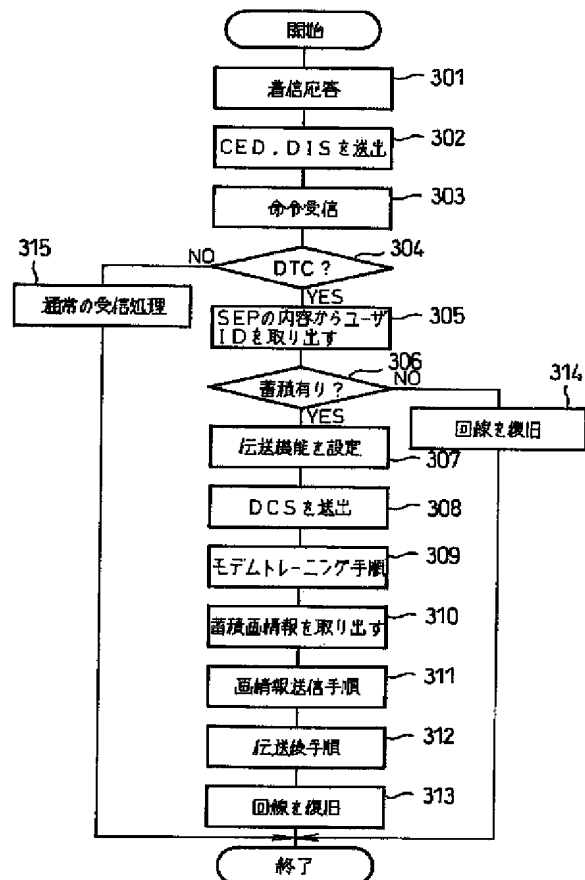 開始
着信応答
301
CED.DISを送出
302
命令受信
303
DTC?
304
NO
315
通常の受信処理
YES
SEPの内容からユーザ
IDを取り出す
305
蓄積有り?
306
NO
314
回線を復旧
YES
伝送機能を設定
307
DCSを送出
308
モデムトレーニング手順
309
蓄積画情報を取り出す
310
画情報送信手順
311
伝送後手順
312
回線を復旧
313
終了